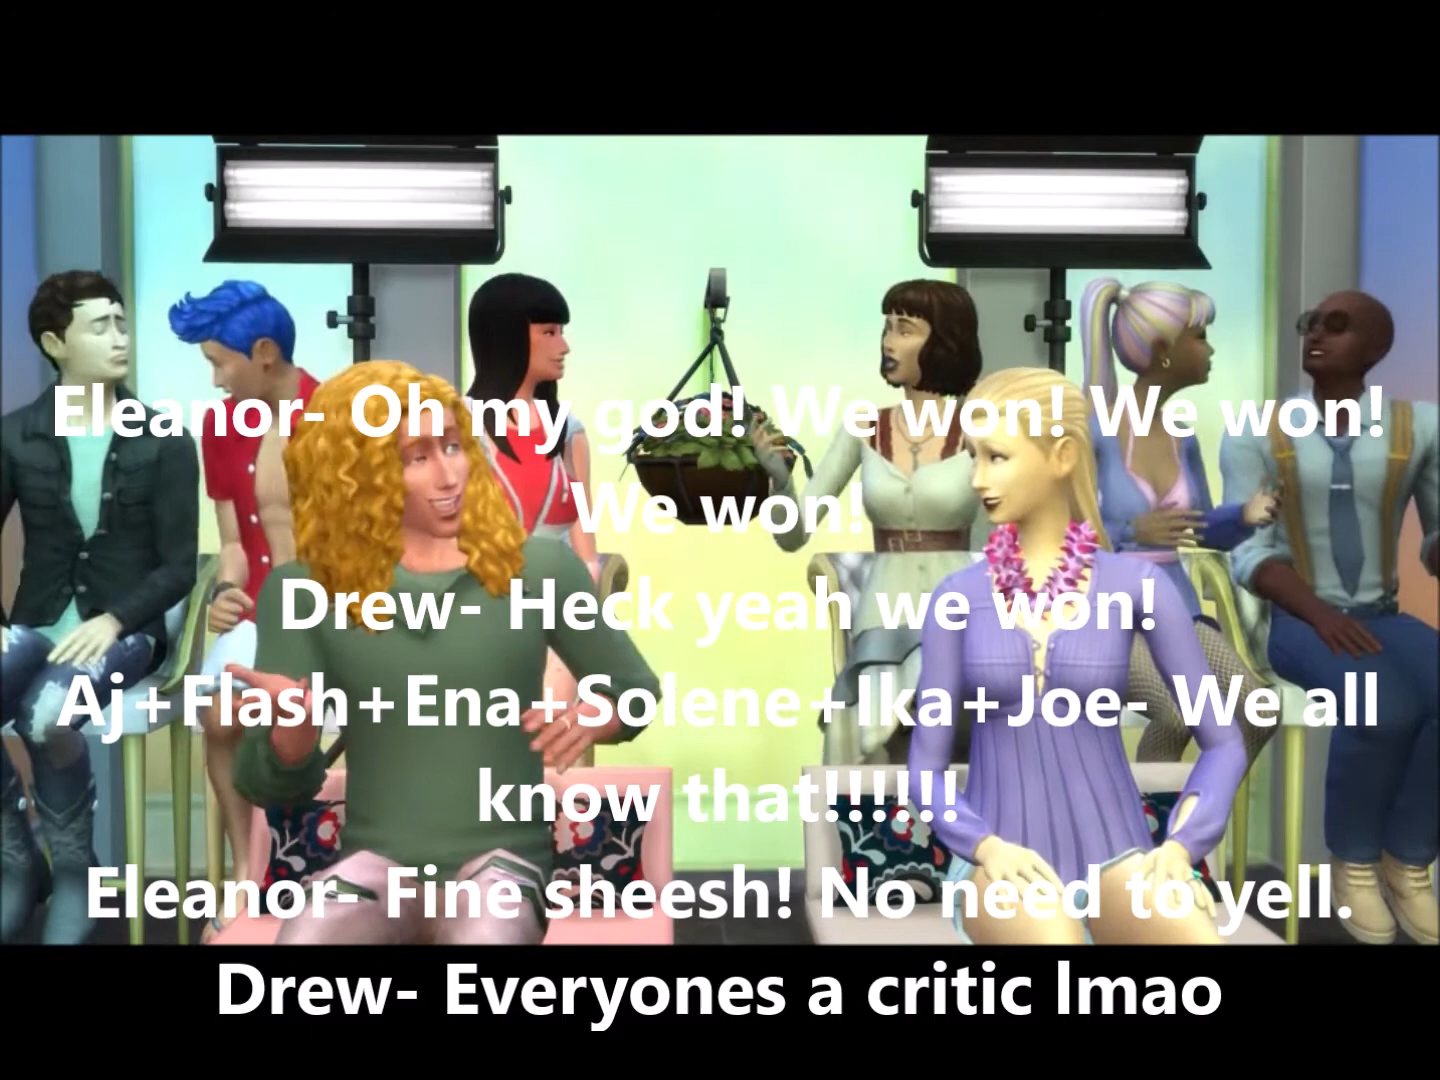 Eleanor- Oh my god! We won! We won!
We won!
Drew- Heck yeah we won!
Aj+Flash+Ena+Solene+Ika+Joe- We all
know that!!!!!!
Eleanor- Fine sheesh! No need to yell.
Drew- Everyones a critic lmao